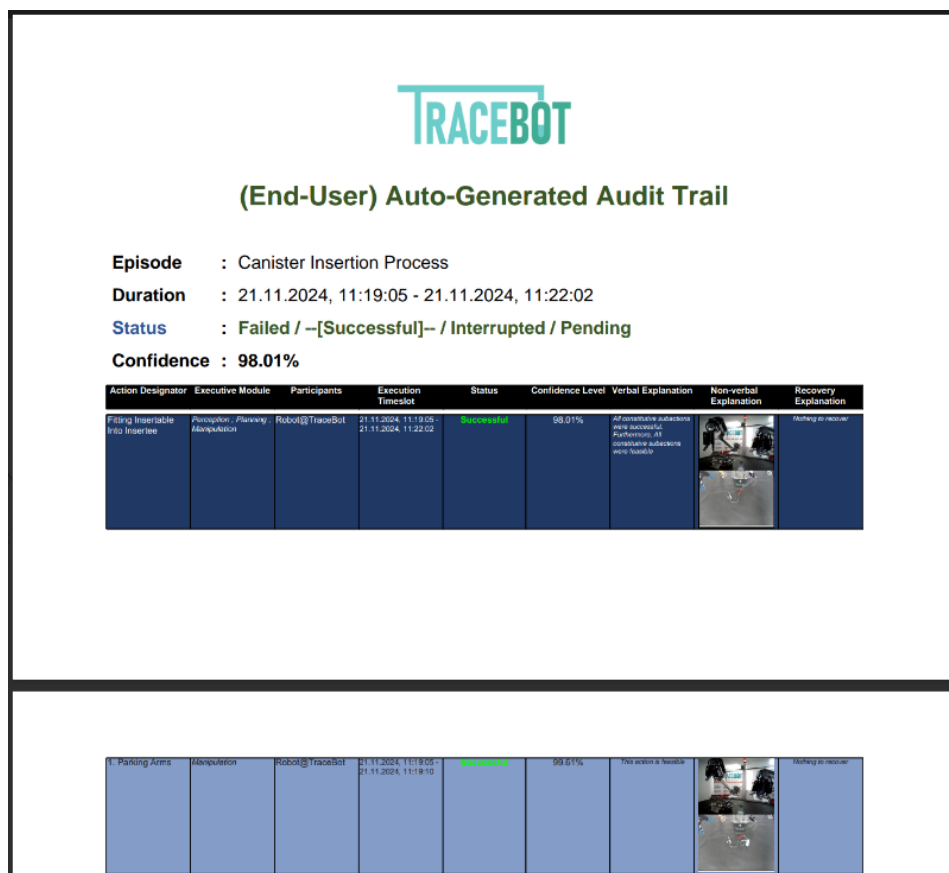 TRACEBOT
(End-User) Auto-Generated Audit Trail
Episode : Canister Insertion Process
Duration : 21.11.2024, 11:19:05 - 21.11.2024, 11:22:02
Status : Failed / --[Successful]-- / Interrupted / Pending
Confidence : 98.01%
Action Designator Executive Module Participants Execution Timeslot Status Confidence Level Verbal Explanation Non-verbal Explanation Recovery Explanation
Fitting Insertable
Into Insertee
Perception ; Planning ;
Manipulation
Robot@TraceBot
21.11.2024, 11:19:05 -
21.11.2024, 11:22:02
Successful
98.01%
All constitutive subactions
were successful.
Furthermore, All
constitutive subactions
were feasible
Nothing to recover
1. Parking Arms
Manipulation
Robot@TraceBot
21.11.2024, 11:19:05 -
21.11.2024, 11:19:10
Successful
99.61%
This action is feasible
Nothing to recover